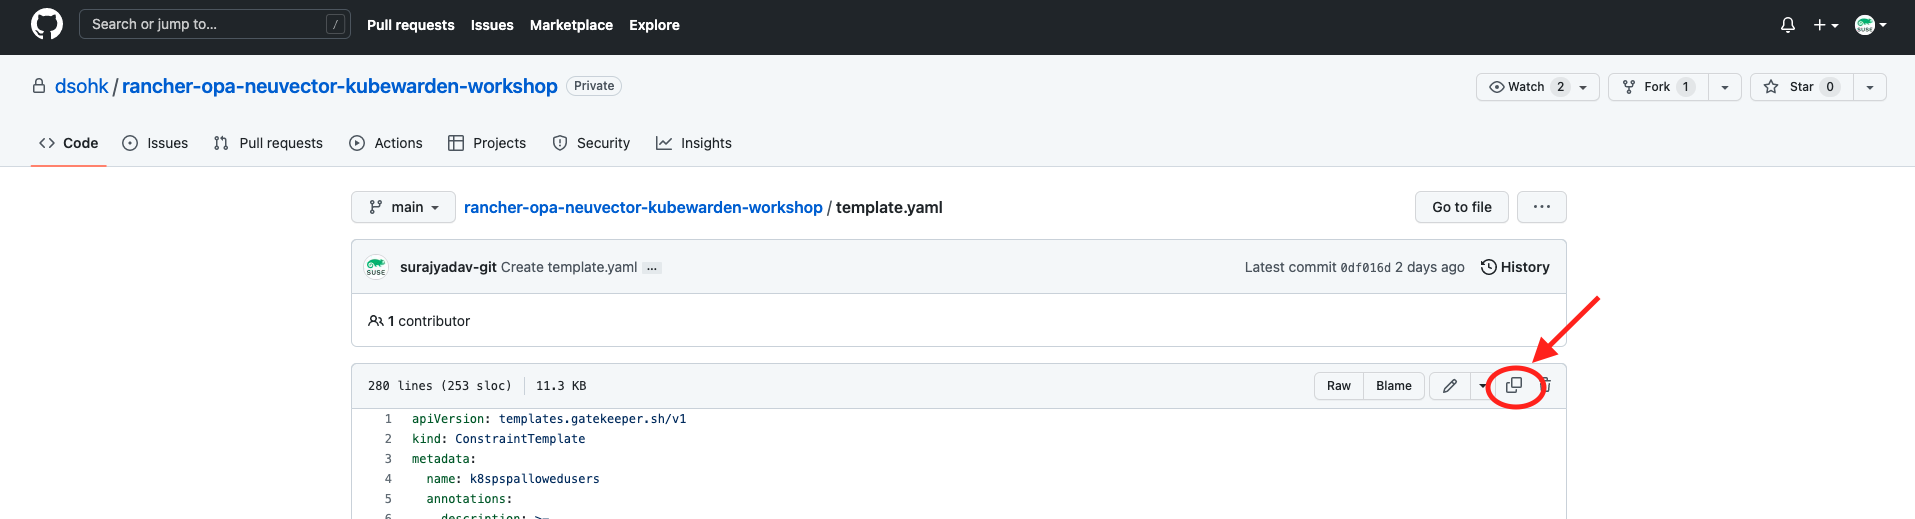 Search or jump to... / Pull requests Issues Marketplace Explore
dsohk / rancher-opa-neuvector-kubewarden-workshop Private Watch 2 Fork 1 Star 0
Code Issues Pull requests Actions Projects Security Insights
main rancher-opa-neuvector-kubewarden-workshop / template.yaml Go to file ...
SUSE surajyadav-git Create template.yaml ... Latest commit 0df016d 2 days ago History
1 contributor
280 lines (253 sloc) 11.3 KB Raw Blame
1 apiVersion: templates.gatekeeper.sh/v1
2 kind: ConstraintTemplate
3 metadata:
4 name: k8spspallowedusers
5 annotations:
6 description: >-